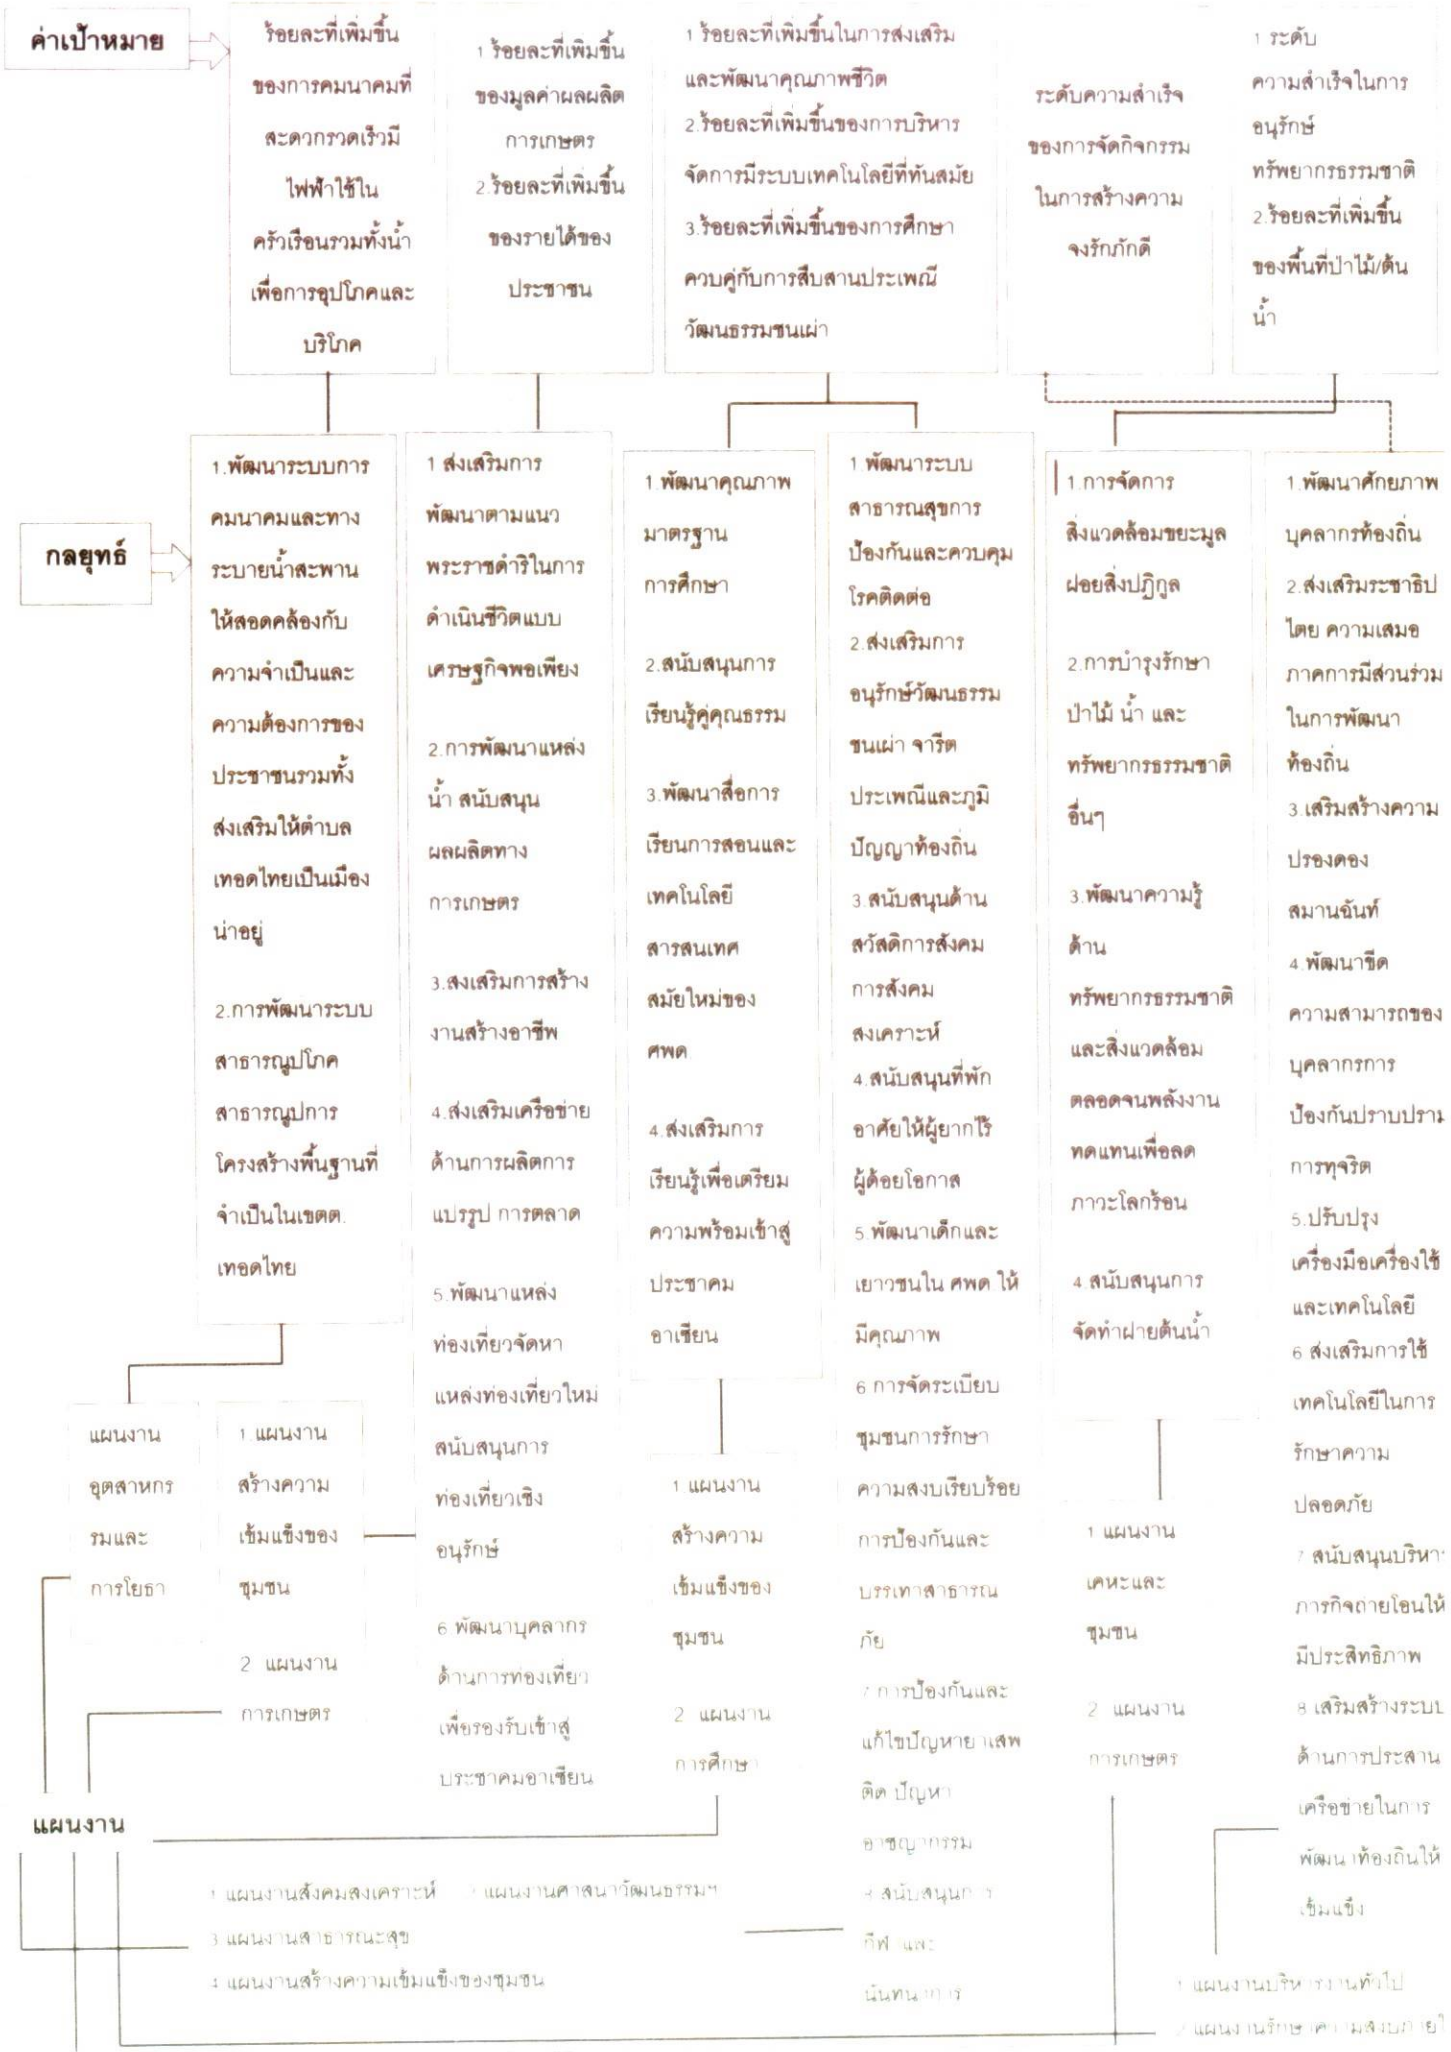 ค่าเป้าหมาย
ร้อยละที่เพิ่มขึ้น
ของการคมนาคมที่
สะดวกรวดเร็วมี
ไฟฟ้าใช้ใน
ครัวเรือนรวมทั้งน้ำ
เพื่อการอุปโภคและ
บริโภค
1 ร้อยละที่เพิ่มขึ้น
ของมูลค่าผลผลิต
การเกษตร
2.ร้อยละที่เพิ่มขึ้น
ของรายได้ของ
ประชาชน
1 ร้อยละที่เพิ่มขึ้นในการส่งเสริม
และพัฒนาคุณภาพชีวิต
2.ร้อยละที่เพิ่มขึ้นของการบริหาร
จัดการมีระบบเทคโนโลยีที่ทันสมัย
3.ร้อยละที่เพิ่มขึ้นของการศึกษา
ควบคู่กับการสืบสานประเพณี
วัฒนธรรมชนเผ่า
ระดับความสำเร็จ
ของการจัดกิจกรรม
ในการสร้างความ
จงรักภักดี
1 ระดับ
ความสำเร็จในการ
อนุรักษ์
ทรัพยากรธรรมชาติ
2.ร้อยละที่เพิ่มขึ้น
ของพื้นที่ป่าไม้/ต้น
น้ำ
กลยุทธ์
1.พัฒนาระบบการ
คมนาคมและทาง
ระบายน้ำสะพาน
ให้สอดคล้องกับ
ความจำเป็นและ
ความต้องการของ
ประชาชนรวมทั้ง
ส่งเสริมให้ตำบล
เทอดไทยเป็นเมือง
น่าอยู่
2.การพัฒนาระบบ
สาธารณูปโภค
สาธารณูปการ
โครงสร้างพื้นฐานที่
จำเป็นในเขตต.
เทอดไทย
1 ส่งเสริมการ
พัฒนาตามแนว
พระราชดำริในการ
ดำเนินชีวิตแบบ
เศรษฐกิจพอเพียง
2.การพัฒนาแหล่ง
น้ำ สนับสนุน
ผลผลิตทาง
การเกษตร
3.ส่งเสริมการสร้าง
งานสร้างอาชีพ
4.ส่งเสริมเครือข่าย
ด้านการผลิตการ
แปรรูป การตลาด
5.พัฒนาแหล่ง
ท่องเที่ยวจัดหา
แหล่งท่องเที่ยวใหม่
สนับสนุนการ
ท่องเที่ยวเชิง
อนุรักษ์
6 พัฒนาบุคลากร
ด้านการท่องเที่ยว
เพื่อรองรับเข้าสู่
ประชาคมอาเซียน
1.พัฒนาคุณภาพ
มาตรฐาน
การศึกษา
2.สนับสนุนการ
เรียนรู้คู่คุณธรรม
3.พัฒนาสื่อการ
เรียนการสอนและ
เทคโนโลยี
สารสนเทศ
สมัยใหม่ของ
ศพด
4.ส่งเสริมการ
เรียนรู้เพื่อเตรียม
ความพร้อมเข้าสู่
ประชาคม
อาเซียน
1.พัฒนาระบบ
สาธารณสุขการ
ป้องกันและควบคุม
โรคติดต่อ
2.ส่งเสริมการ
อนุรักษ์วัฒนธรรม
ชนเผ่า จารีต
ประเพณีและภูมิ
ปัญญาท้องถิ่น
3.สนับสนุนด้าน
สวัสดิการสังคม
การสังคม
สงเคราะห์
4.สนับสนุนที่พัก
อาศัยให้ผู้ยากไร้
ผู้ด้อยโอกาส
5.พัฒนาเด็กและ
เยาวชนใน ศพด ให้
มีคุณภาพ
6 การจัดระเบียบ
ชุมชนการรักษา
ความสงบเรียบร้อย
การป้องกันและ
บรรเทาสาธารณ
ภัย
7 การป้องกันและ
แก้ไขปัญหายาเสพ
ติด ปัญหา
อาชญากรรม
8 สนับสนุนการ
กีฬาและ
นันทนาการ
1.การจัดการ
สิ่งแวดล้อมขยะมูล
ฝอยสิ่งปฏิกูล
2.การบำรุงรักษา
ป่าไม้ น้ำ และ
ทรัพยากรธรรมชาติ
อื่นๆ
3.พัฒนาความรู้
ด้าน
ทรัพยากรธรรมชาติ
และสิ่งแวดล้อม
ตลอดจนพลังงาน
ทดแทนเพื่อลด
ภาวะโลกร้อน
4.สนับสนุนการ
จัดทำฝายต้นน้ำ
1.พัฒนาศักยภาพ
บุคลากรท้องถิ่น
2.ส่งเสริมระชาธิป
ไตย ความเสมอ
ภาคการมีส่วนร่วม
ในการพัฒนา
ท้องถิ่น
3.เสริมสร้างความ
ปรองดอง
สมานฉันท์
4.พัฒนาขีด
ความสามารถของ
บุคลากรการ
ป้องกันปราบปราม
การทุจริต
5.ปรับปรุง
เครื่องมือเครื่องใช้
และเทคโนโลยี
6 ส่งเสริมการใช้
เทคโนโลยีในการ
รักษาความ
ปลอดภัย
7 สนับสนุนบริหาร
ภารกิจถ่ายโอนให้
มีประสิทธิภาพ
8 เสริมสร้างระบบ
ด้านการประสาน
เครือข่ายในการ
พัฒนาท้องถิ่นให้
เข้มแข็ง
แผนงาน
อุตสาหกร
รมและ
การโยธา
1.แผนงาน
สร้างความ
เข้มแข็งของ
ชุมชน
2 แผนงาน
การเกษตร
1 แผนงาน
สร้างความ
เข้มแข็งของ
ชุมชน
2 แผนงาน
การศึกษา
1 แผนงาน
เคหะและ
ชุมชน
2 แผนงาน
การเกษตร
แผนงาน
1 แผนงานสังคมสงเคราะห์ แผนงานศาสนาวัฒนธรรมฯ
3 แผนงานสาธารณะสุข
4 แผนงานสร้างความเข้มแข็งของชุมชน
1 แผนงานบริหารงานทั่วไป
แผนงานรักษาความสงบภายใ